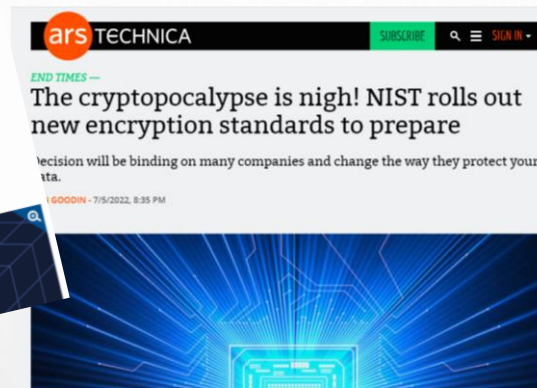 ars TECHNICA
SUBSCRIBE
SIGN IN
END TIMES —
The cryptopocalypse is nigh! NIST rolls out
new encryption standards to prepare
Decision will be binding on many companies and change the way they protect your
GOODIN - 7/5/2022, 8:35 PM